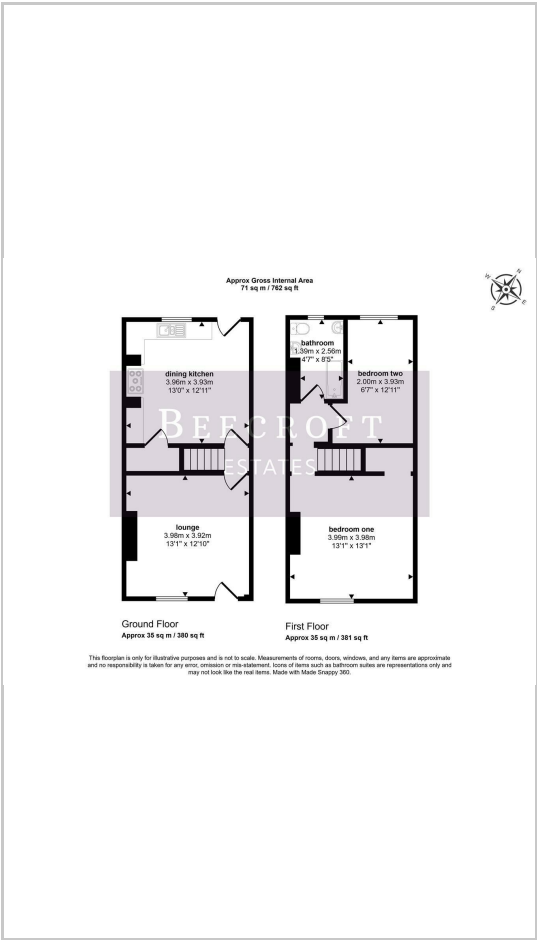 Approx Gross Internal Area
71 sq m / 762 sq ft
N
W
E
S
dining kitchen
3.96m x 3.93m
13'0" x 12'11"
bathroom
1.39m x 2.56m
4'7" x 8'5"
bedroom two
2.00m x 3.93m
6'7" x 12'11"
BEECROFT
ESTATES
lounge
3.98m x 3.92m
13'1" x 12'10"
bedroom one
3.99m x 3.98m
13'1" x 13'1"
Ground Floor
Approx 35 sq m / 380 sq ft
First Floor
Approx 35 sq m / 381 sq ft
This floorplan is only for illustrative purposes and is not to scale. Measurements of rooms, doors, windows, and any items are approximate
and no responsibility is taken for any error, omission or mis-statement. Icons of items such as bathroom suites are representations only and
may not look like the real items. Made with Made Snappy 360.